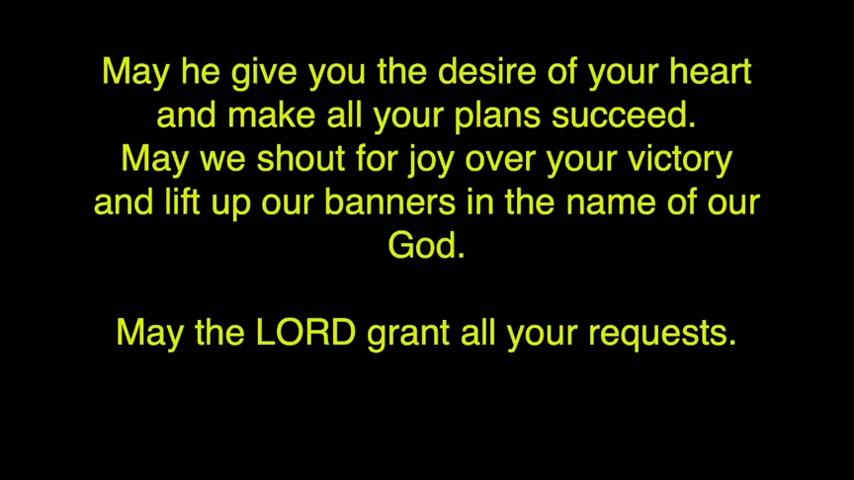 May he give you the desire of your heart
and make all your plans succeed.
May we shout for joy over your victory
and lift up our banners in the name of our
God.
May the LORD grant all your requests.